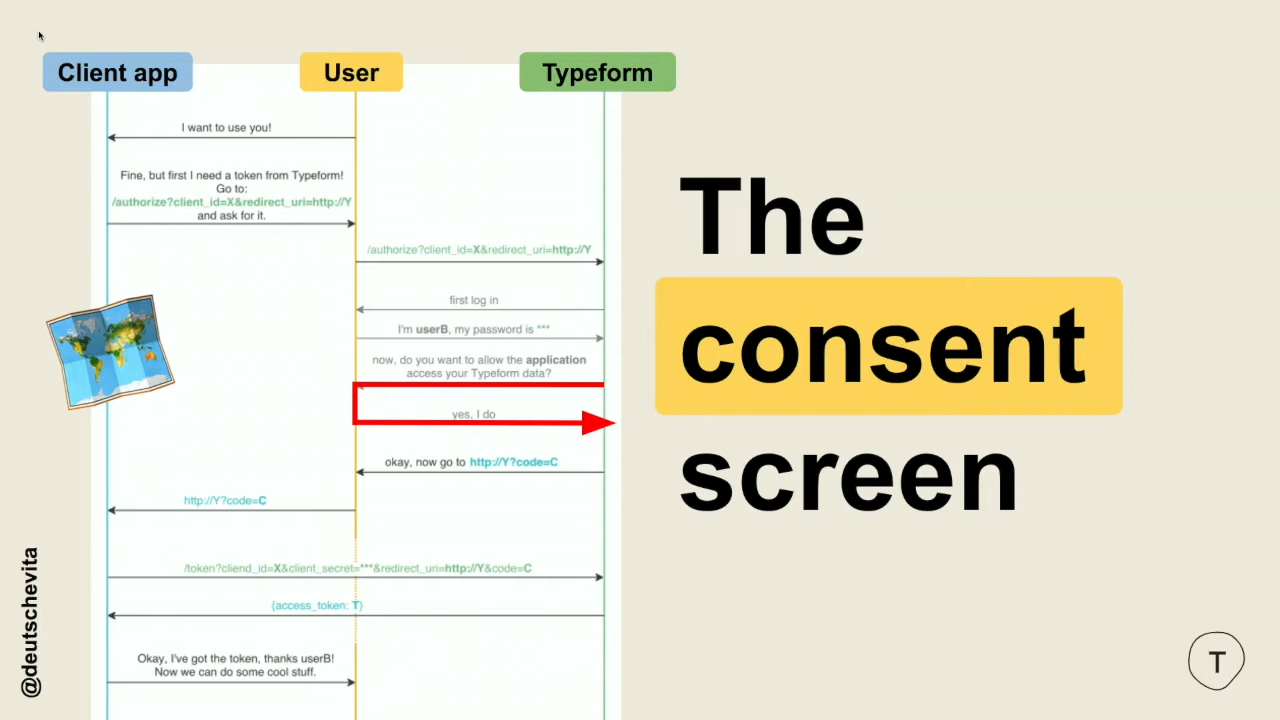 Client app
User
Typeform
I want to use you!
Fine, but first I need a token from Typeform!
Go to:
/authorize?client_id=X&redirect_uri=http://Y
and ask for it.
/authorize?client_id=X&redirect_uri=http://Y
first log in
I'm userB, my password is ***
now, do you want to allow the application
access your Typeform data?
yes, I do
okay, now go to http://Y?code=C
http://Y?code=C
/token?cliend_id=X&client_secret=***&redirect_uri=http://Y&code=C
{access_token: T}
Okay, I've got the token, thanks userB!
Now we can do some cool stuff.
The
consent
screen
@deutschevita
T